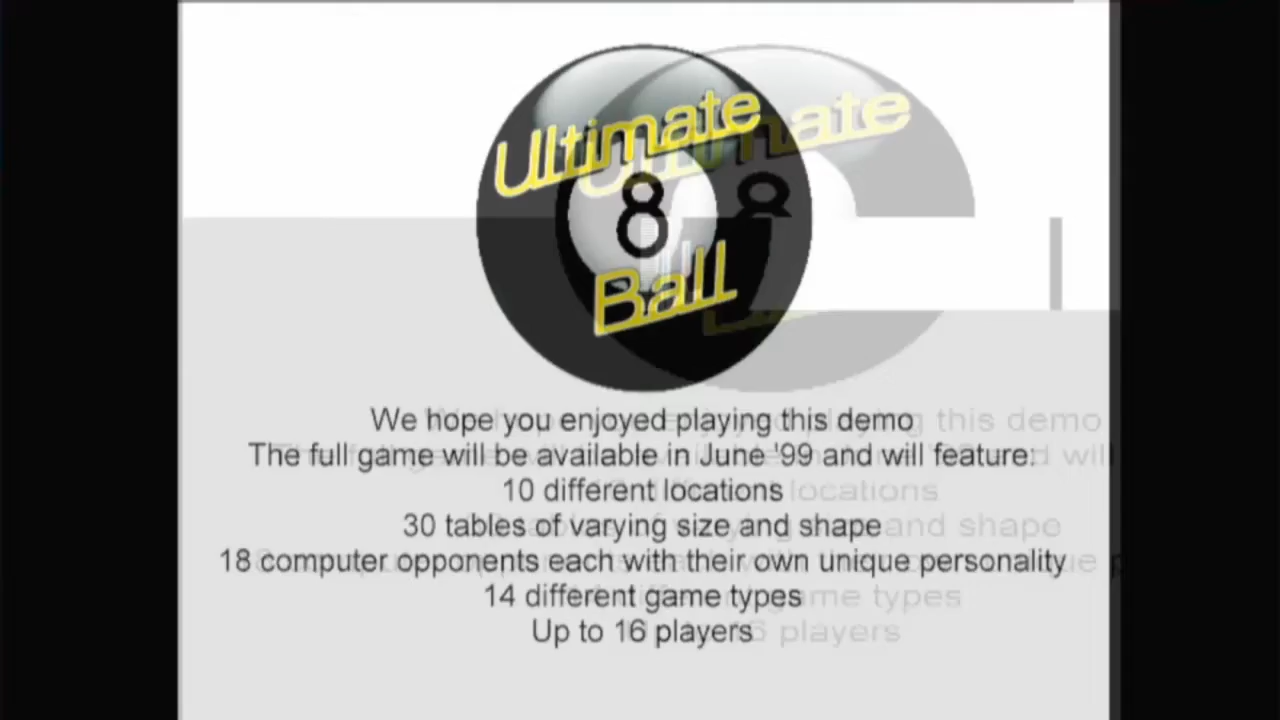 Ultimate
8
Ball
We hope you enjoyed playing this demo
The full game will be available in June '99 and will feature:
10 different locations
30 tables of varying size and shape
18 computer opponents each with their own unique personality
14 different game types
Up to 16 players